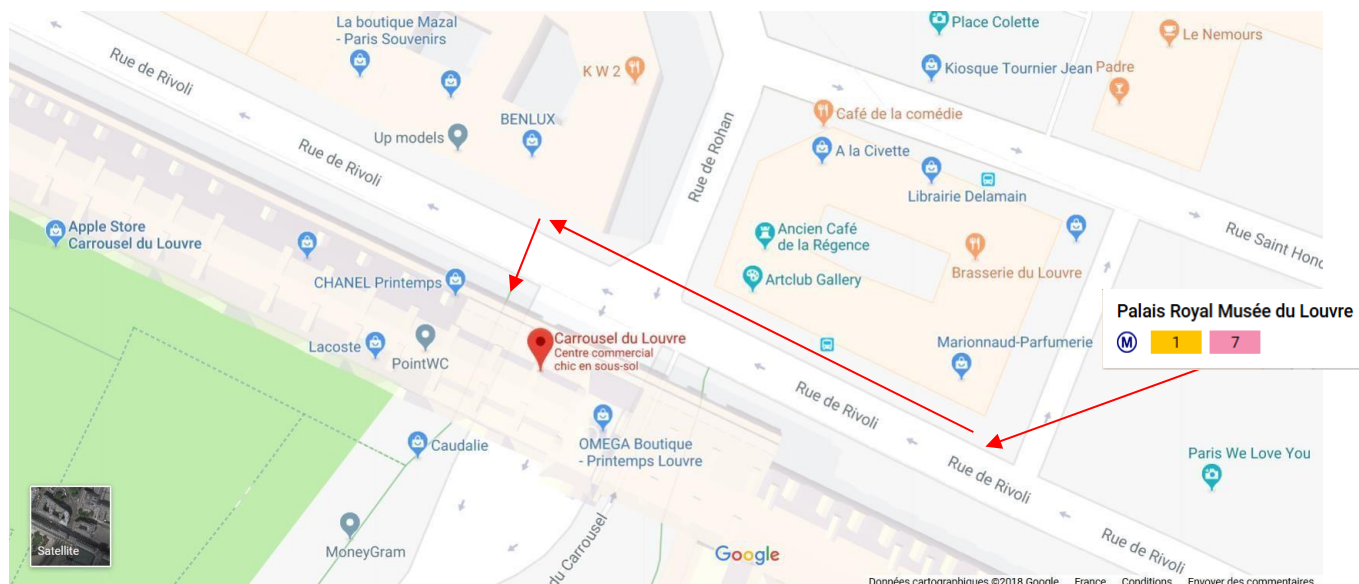 La boutique Mazal
- Paris Souvenirs
Place Colette
Le Nemours
Rue de Rivoli
K W 2
Kiosque Tournier Jean
Padre
BENLUX
Café de la comédie
Up models
Rue de Rohan
A la Civette
Rue de Rivoli
Librairie Delamain
Apple Store
Carrousel du Louvre
Ancien Café
de la Régence
Rue Saint Hono
Brasserie du Louvre
CHANEL Printemps
Artclub Gallery
Palais Royal Musée du Louvre
M 1 7
Carrousel du Louvre
Centre commercial
chic en sous-sol
Lacoste
PointWC
Marionnaud-Parfumerie
Rue de Rivoli
Caudalie
OMEGA Boutique
- Printemps Louvre
Paris We Love You
Rue de Rivoli
Satellite
MoneyGram
du Carrousel
Google
Rue de Rivoli
Données cartographiques ©2018 Google France Conditions Envoyer des commentaires